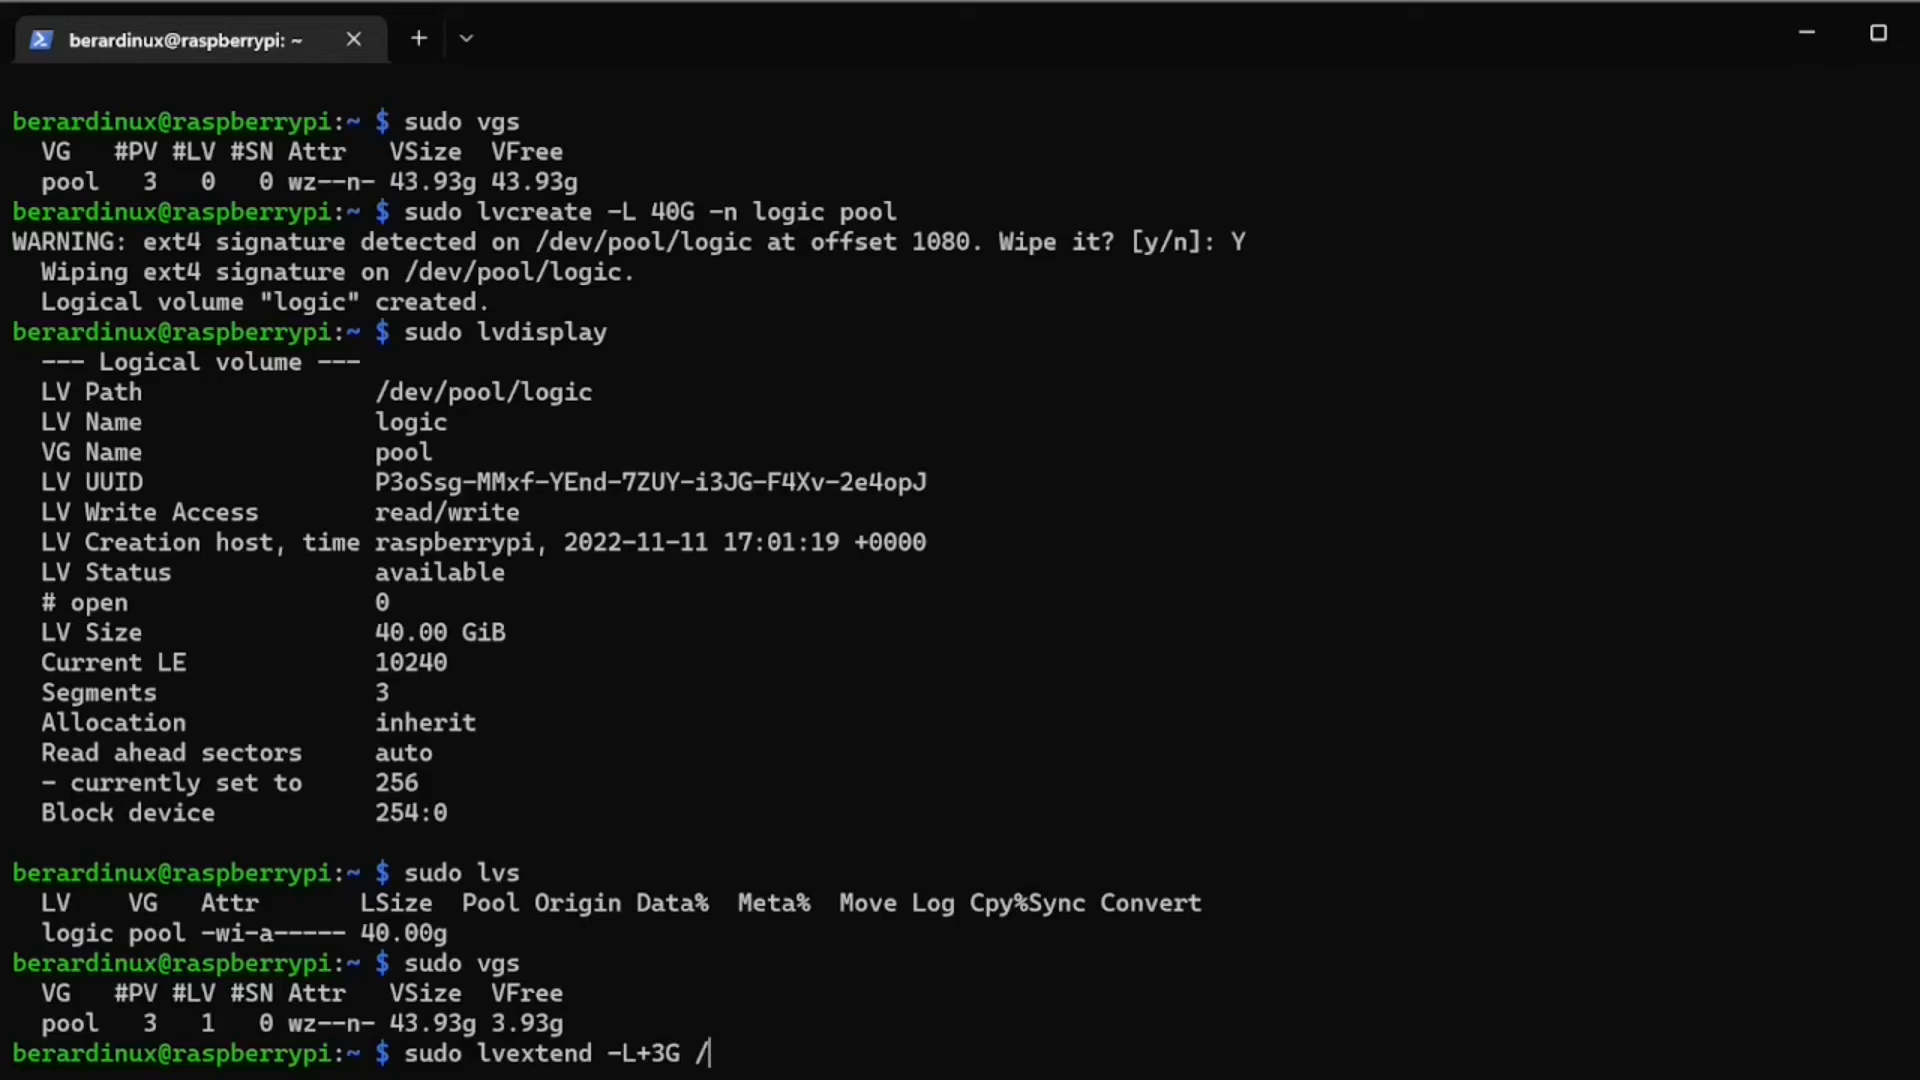 berardinux@raspberrypi: ~
berardinux@raspberrypi:~ $ sudo vgs
VG #PV #LV #SN Attr VSize VFree
pool 3 0 0 wz--n- 43.93g 43.93g
berardinux@raspberrypi:~ $ sudo lvcreate -L 40G -n logic pool
WARNING: ext4 signature detected on /dev/pool/logic at offset 1080. Wipe it? [y/n]: Y
Wiping ext4 signature on /dev/pool/logic.
Logical volume "logic" created.
berardinux@raspberrypi:~ $ sudo lvdisplay
--- Logical volume ---
LV Path /dev/pool/logic
LV Name logic
VG Name pool
LV UUID P3oSsg-MMxf-YEnd-7ZUY-i3JG-F4Xv-2e4opJ
LV Write Access read/write
LV Creation host, time raspberrypi, 2022-11-11 17:01:19 +0000
LV Status available
# open 0
LV Size 40.00 GiB
Current LE 10240
Segments 3
Allocation inherit
Read ahead sectors auto
- currently set to 256
Block device 254:0
berardinux@raspberrypi:~ $ sudo lvs
LV VG Attr LSize Pool Origin Data% Meta% Move Log Cpy%Sync Convert
logic pool -wi-a----- 40.00g
berardinux@raspberrypi:~ $ sudo vgs
VG #PV #LV #SN Attr VSize VFree
pool 3 1 0 wz--n- 43.93g 3.93g
berardinux@raspberrypi:~ $ sudo lvextend -L+3G /